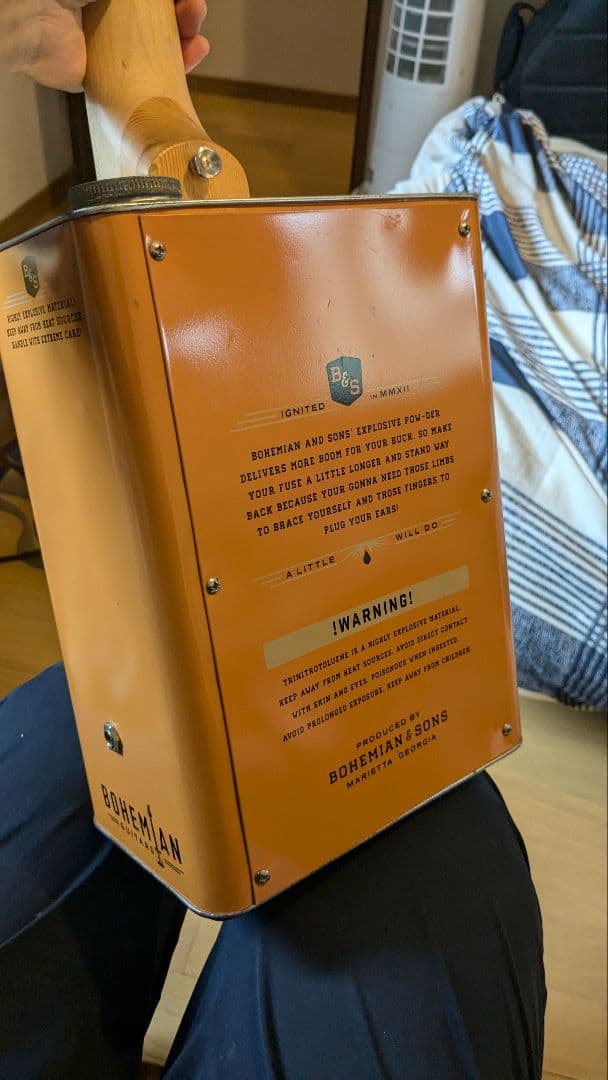 B&S
HIGHLY EXPLOSIVE MATERIAL!
KEEP AWAY FROM HEAT SOURCES
HANDLE WITH EXTREME CARE!
B&S
IGNITED IN MMXII
BOHEMIAN AND SONS' EXPLOSIVE POW-DER
DELIVERS MORE BOOM FOR YOUR BUCK. SO MAKE
YOUR FUSE A LITTLE LONGER AND STAND WAY
BACK BECAUSE YOUR GONNA NEED THOSE LIMBS
TO BRACE YOURSELF AND THOSE FINGERS TO
PLUG YOUR EARS!
A LITTLE WILL DO
!WARNING!
TRINITROTOLUENE IS A HIGHLY EXPLOSIVE MATERIAL.
KEEP AWAY FROM HEAT SOURCES. AVOID DIRECT CONTACT
WITH SKIN AND EYES. POISONOUS WHEN INGESTED.
AVOID PROLONGED EXPOSURE. KEEP AWAY FROM CHILDREN.
PRODUCED BY
BOHEMIAN & SONS
MARIETTA GEORGIA
BOHEMIAN
GUITARS